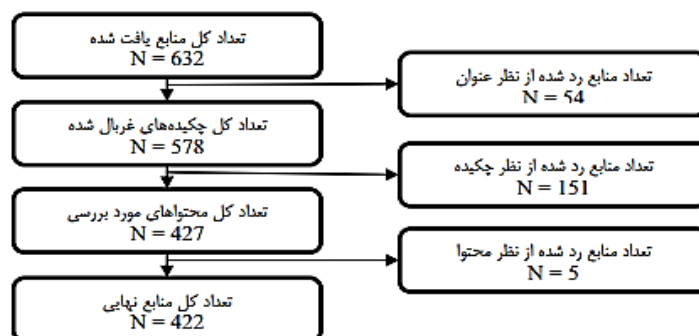 تعداد کل منابع یافت شده
N = 632
تعداد منابع رد شده از نظر عنوان
N = 54
تعداد کل چکیده‌های غربال شده
N = 578
تعداد منابع رد شده از نظر چکیده
N = 151
تعداد کل محتواهای مورد بررسی
N = 427
تعداد منابع رد شده از نظر محتوا
N = 5
تعداد کل منابع نهایی
N = 422